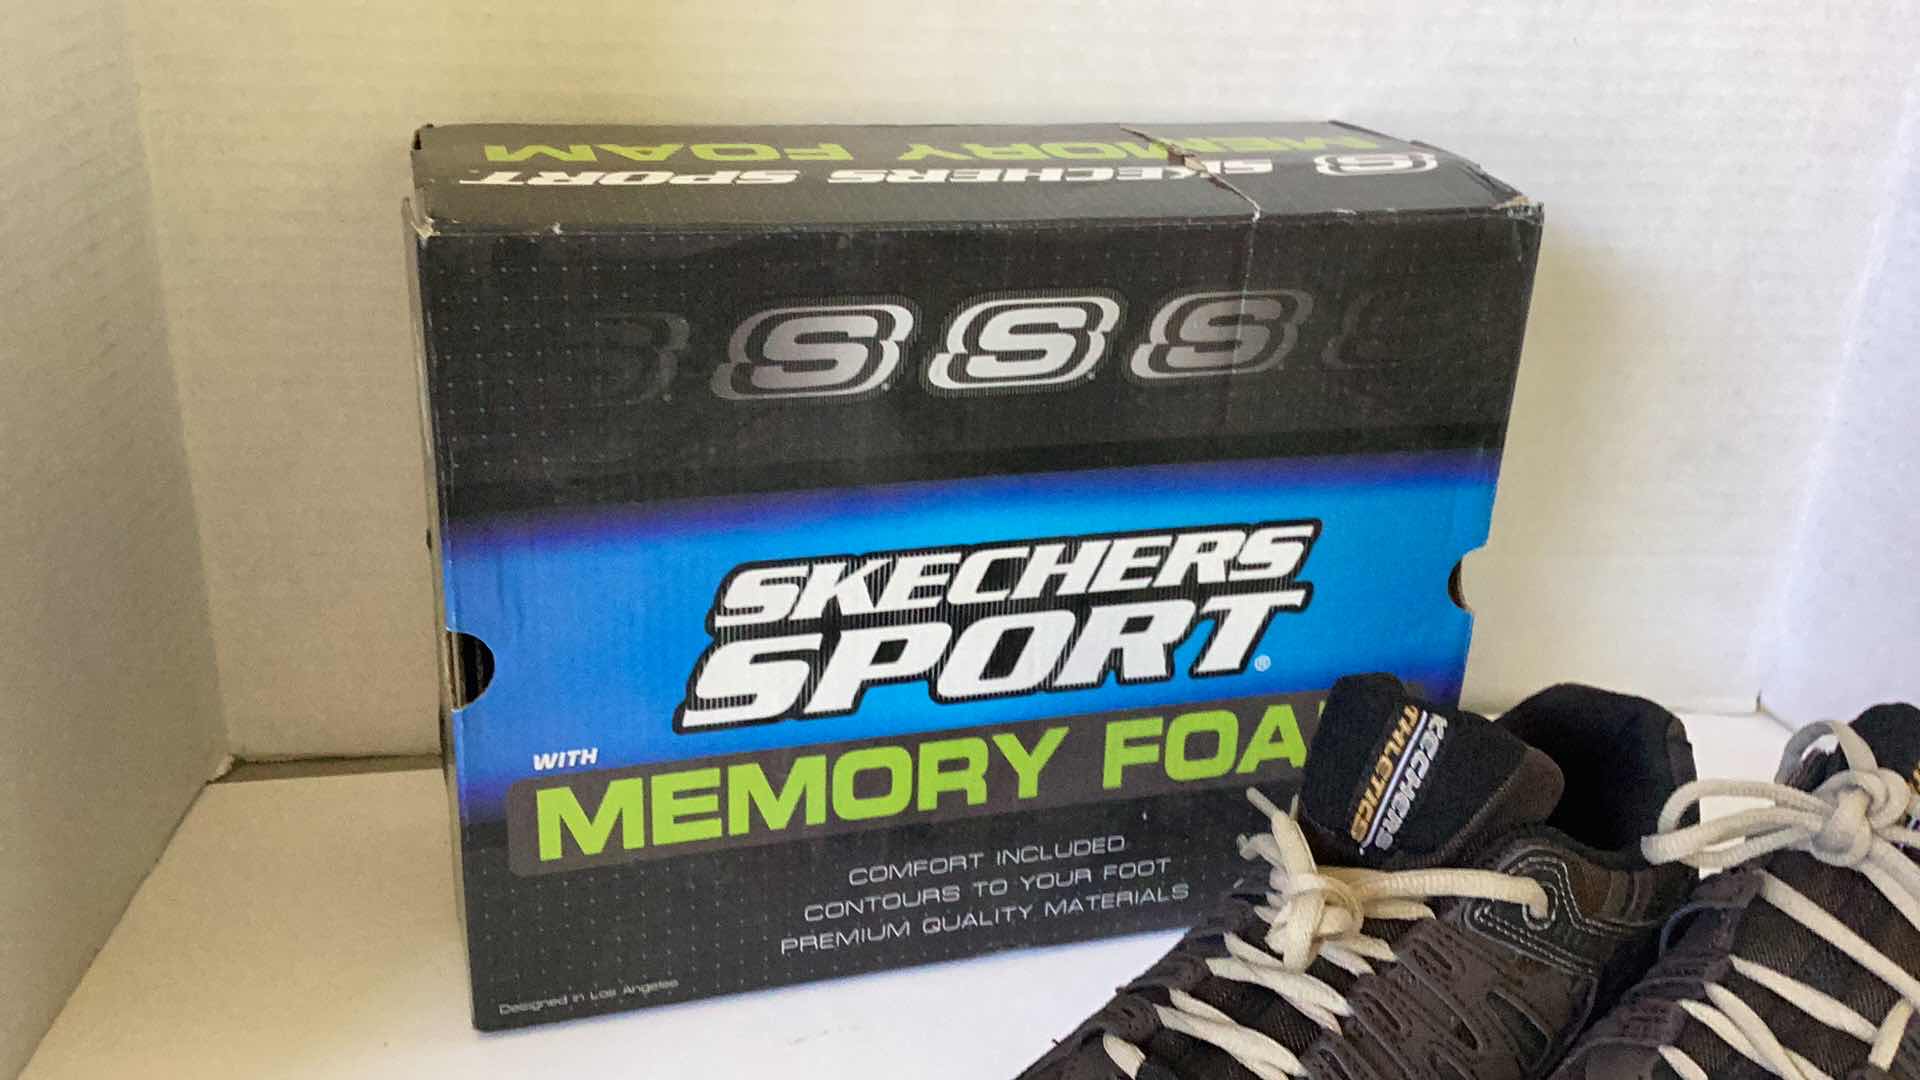 MEMORY FOAM
SKECHERS SPORT
S
S S S S
SKECHERS
SPORT®
WITH
MEMORY FOA
COMFORT INCLUDED
CONTOURS TO YOUR FOOT
PREMIUM QUALITY MATERIALS
Designed in Los Angeles
SKECHERS
ATHLETICS